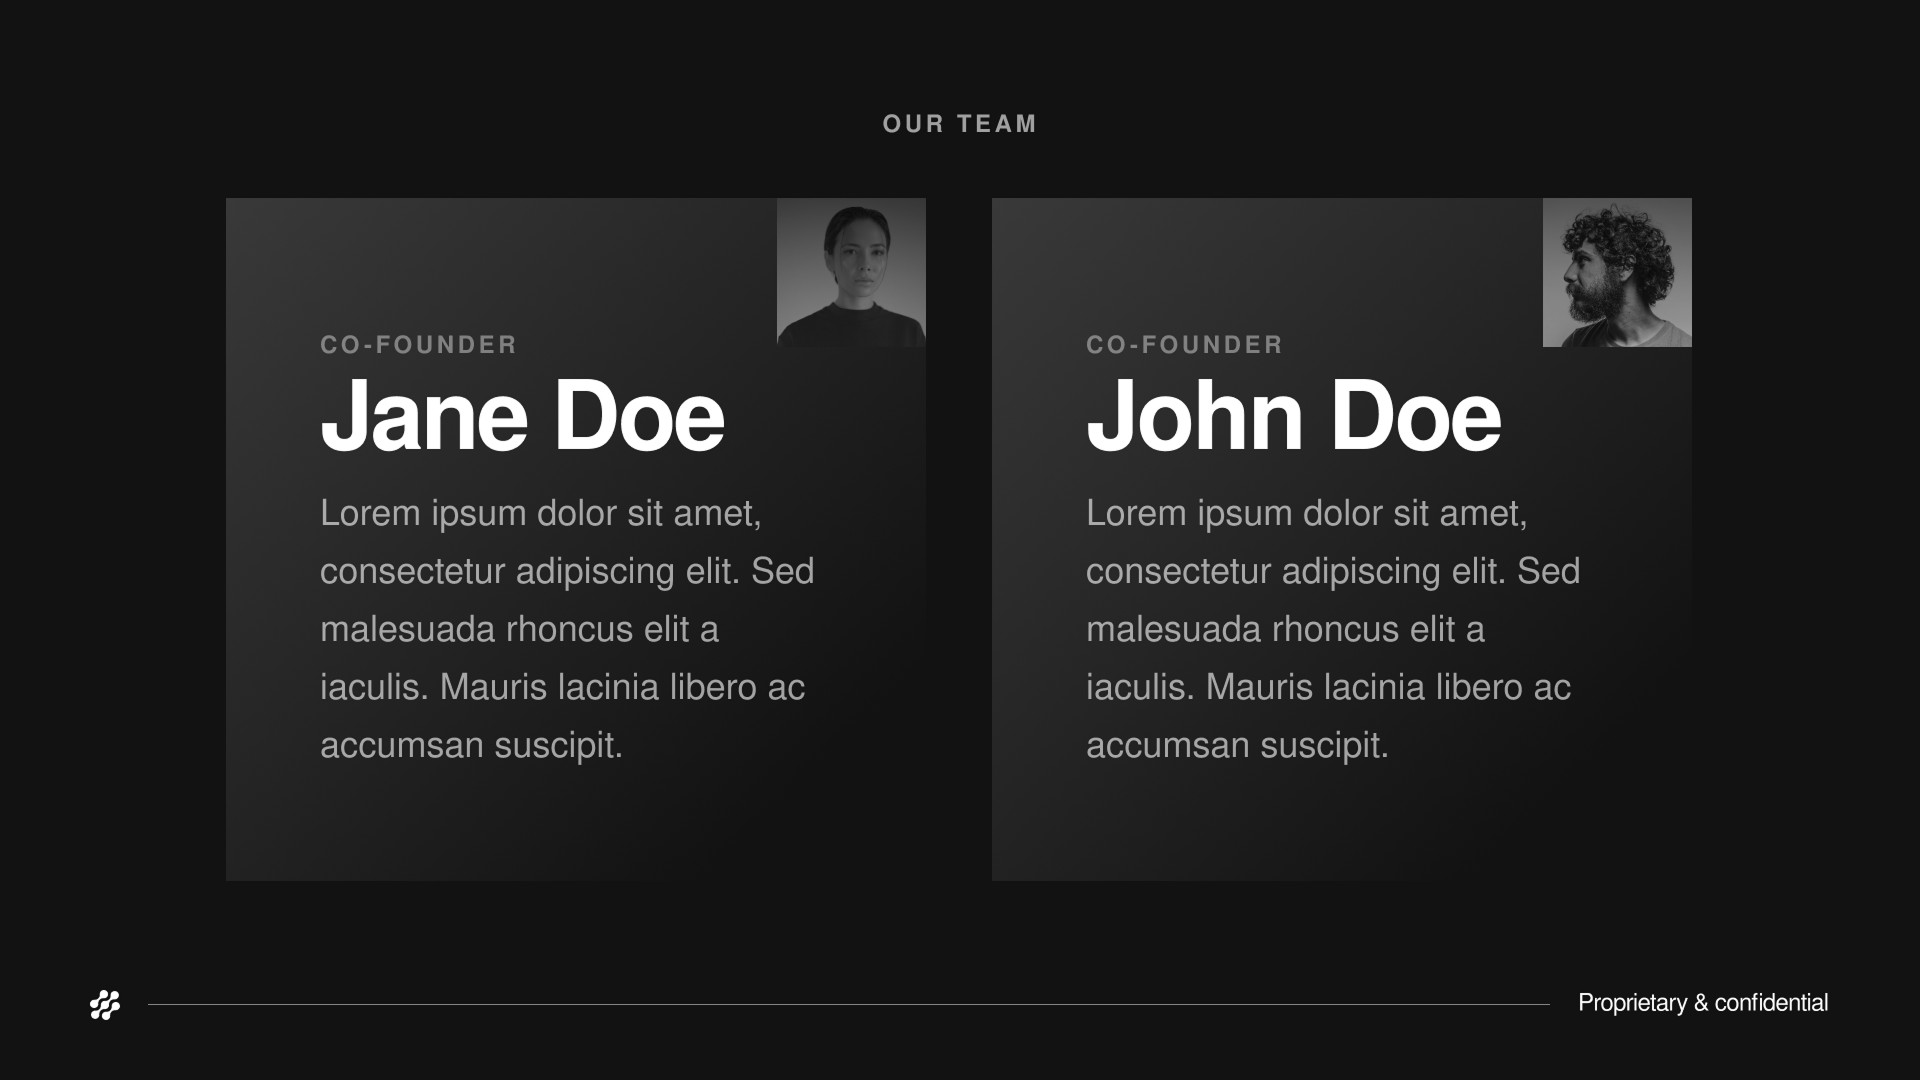 OUR TEAM
CO-FOUNDER
Jane Doe
Lorem ipsum dolor sit amet,
consectetur adipiscing elit. Sed
malesuada rhoncus elit a
iaculis. Mauris lacinia libero ac
accumsan suscipit.
CO-FOUNDER
John Doe
Lorem ipsum dolor sit amet,
consectetur adipiscing elit. Sed
malesuada rhoncus elit a
iaculis. Mauris lacinia libero ac
accumsan suscipit.
Proprietary & confidential